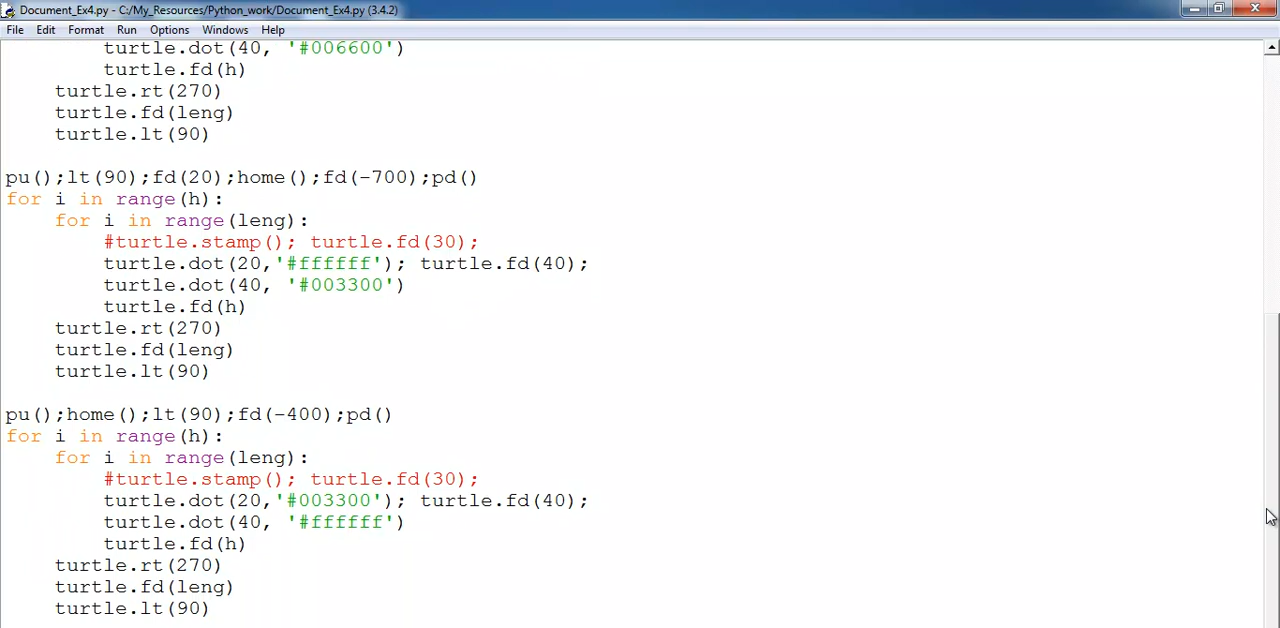 Document_Ex4.py - C:/My_Resources/Python_work/Document_Ex4.py (3.4.2)
File Edit Format Run Options Windows Help
        turtle.dot(40, '#006600')
        turtle.fd(h)
    turtle.rt(270)
    turtle.fd(leng)
    turtle.lt(90)

pu();lt(90);fd(20);home();fd(-700);pd()
for i in range(h):
    for i in range(leng):
        #turtle.stamp(); turtle.fd(30);
        turtle.dot(20,'#ffffff'); turtle.fd(40);
        turtle.dot(40, '#003300')
        turtle.fd(h)
    turtle.rt(270)
    turtle.fd(leng)
    turtle.lt(90)

pu();home();lt(90);fd(-400);pd()
for i in range(h):
    for i in range(leng):
        #turtle.stamp(); turtle.fd(30);
        turtle.dot(20,'#003300'); turtle.fd(40);
        turtle.dot(40, '#ffffff')
        turtle.fd(h)
    turtle.rt(270)
    turtle.fd(leng)
    turtle.lt(90)